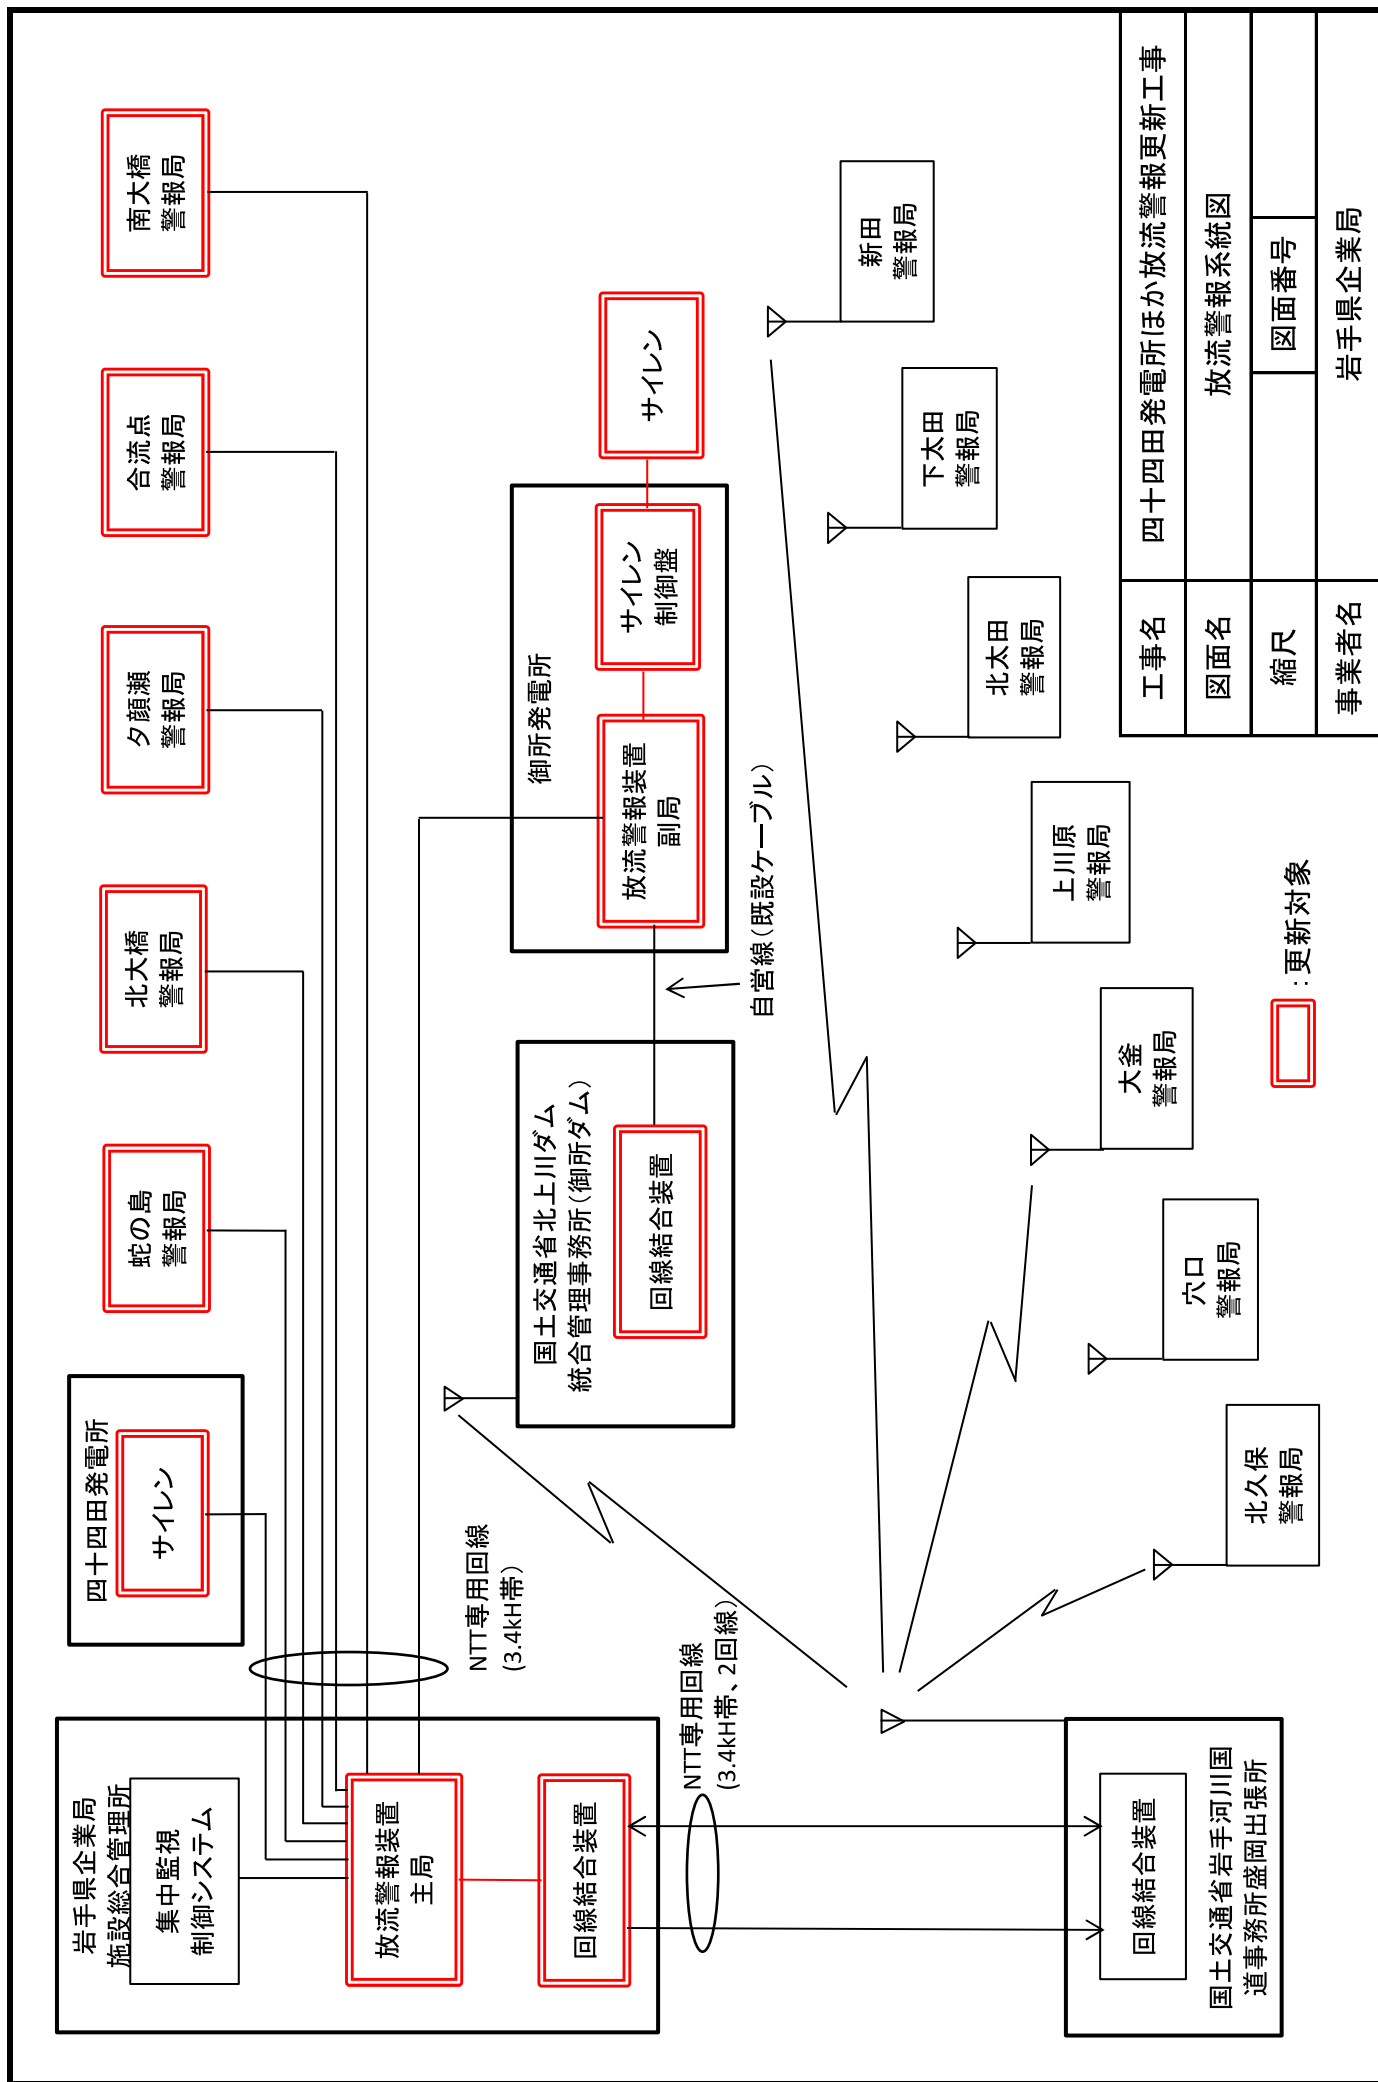 岩手県企業局
施設総合管理所
集中監視
制御システム
放流警報装置
主局
回線結合装置
四十四田発電所
サイレン
蛇の島
警報局
北大橋
警報局
夕顔瀬
警報局
合流点
警報局
南大橋
警報局
NTT専用回線
(3.4kH帯)
国土交通省北上川ダム
統合管理事務所(御所ダム)
回線結合装置
御所発電所
放流警報装置
副局
サイレン
制御盤
サイレン
自営線(既設ケーブル)
NTT専用回線
(3.4kH帯、2回線)
回線結合装置
国土交通省岩手河川国
道事務所盛岡出張所
北久保
警報局
穴口
警報局
大釜
警報局
上川原
警報局
北太田
警報局
下太田
警報局
新田
警報局
:更新対象
工事名 四十四田発電所ほか放流警報更新工事
図面名 放流警報系統図
縮尺 図面番号
事業者名 岩手県企業局